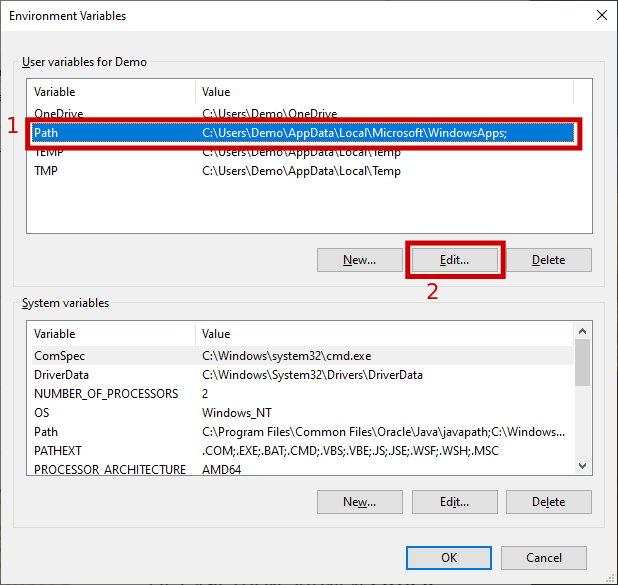 Environment Variables
User variables for Demo
Variable Value
OneDrive C:\Users\Demo\OneDrive
1
Path C:\Users\Demo\AppData\Local\Microsoft\WindowsApps;
TEMP C:\Users\Demo\AppData\Local\Temp
TMP C:\Users\Demo\AppData\Local\Temp
New... Edit... Delete
2
System variables
Variable Value
ComSpec C:\Windows\system32\cmd.exe
DriverData C:\Windows\System32\Drivers\DriverData
NUMBER_OF_PROCESSORS 2
OS Windows_NT
Path C:\Program Files\Common Files\Oracle\Java\javapath;C:\Windows...
PATHEXT .COM;.EXE;.BAT;.CMD;.VBS;.VBE;.JS;.JSE;.WSF;.WSH;.MSC
PROCESSOR_ARCHITECTURE AMD64
New... Edit... Delete
OK Cancel